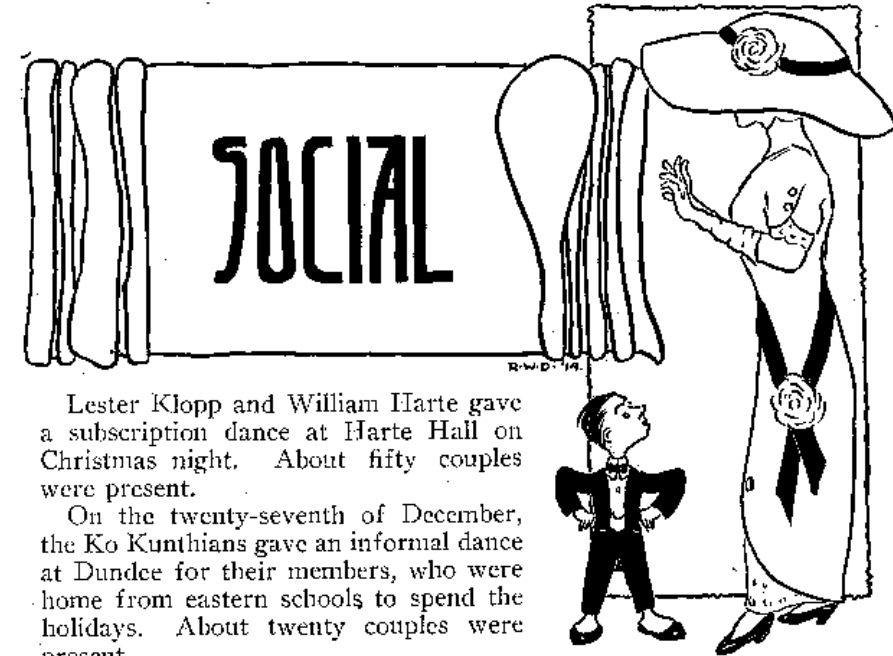 SOCIAL
R.W.D. '14.
Lester Klopp and William Harte gave
a subscription dance at Harte Hall on
Christmas night. About fifty couples
were present.
On the twenty-seventh of December,
the Ko Kunthians gave an informal dance
at Dundee for their members, who were
home from eastern schools to spend the
holidays. About twenty couples were
present.